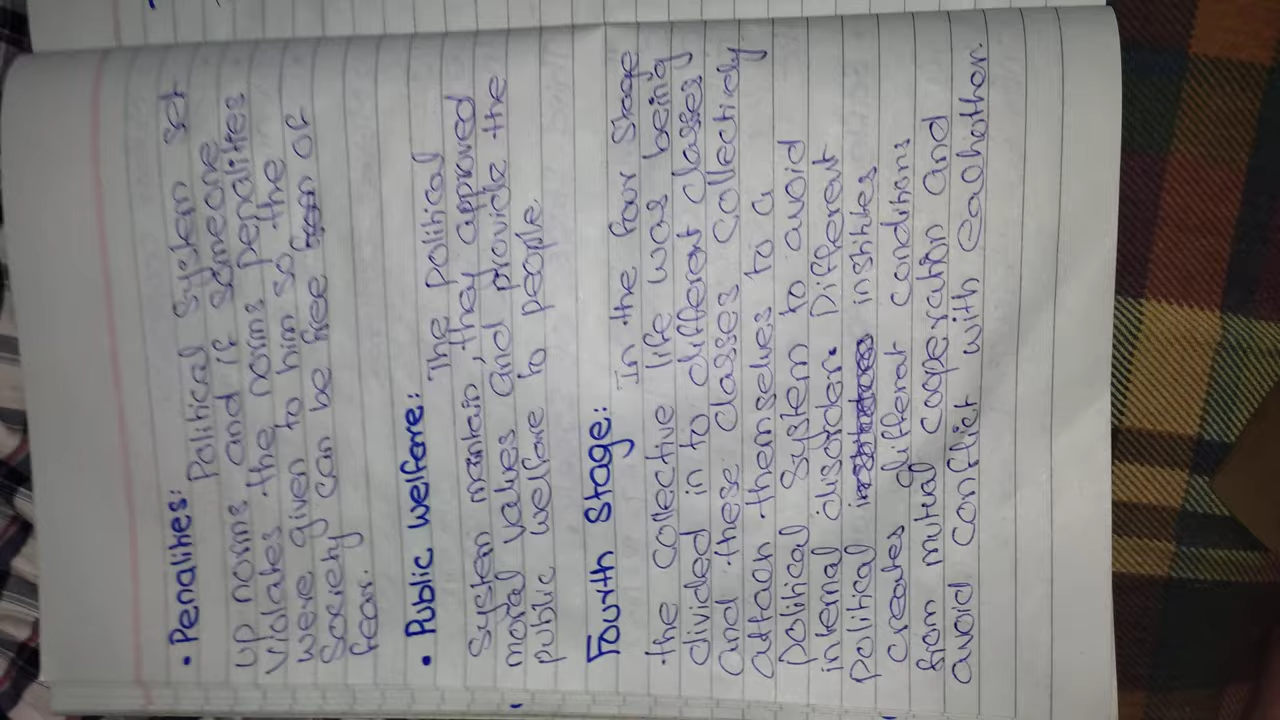 • Penalites:
Political System set
up norms and if someone
violates the norms penalities
were given to him so the
Society can be free of
fear.
• Public welfare:
The political
System maintain, they approved
moral values and provide the
public welfare to people.
Fourth Stage:
In the four Stage
the collective life was being
divided in to different classes
and these classes collectively
attach themselves to a
political System to avoid
internal disorder. Different
political institutes
creates different conditions
from mutual cooperation and
avoid conflict with eachother.